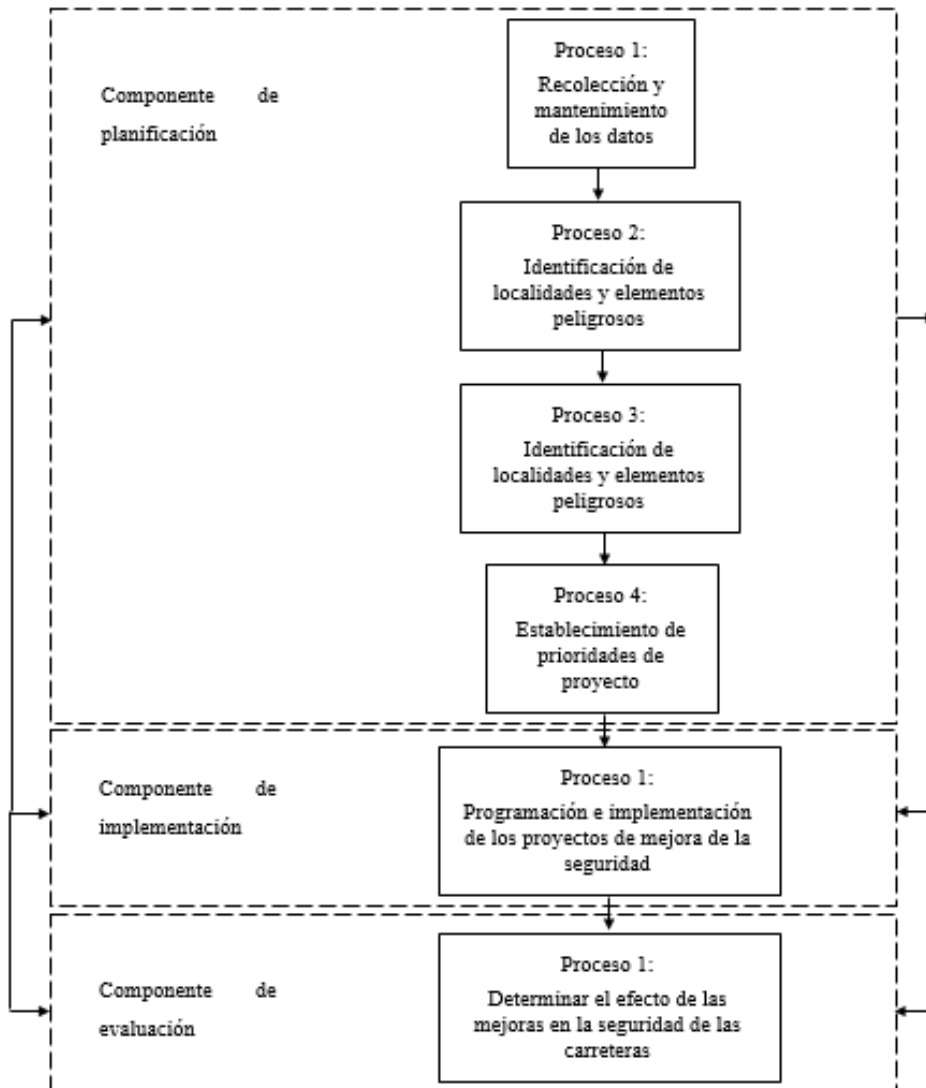 Componente de
planificación
Proceso 1:
Recolección y
mantenimiento
de los datos
Proceso 2:
Identificación de
localidades y elementos
peligrosos
Proceso 3:
Identificación de
localidades y elementos
peligrosos
Proceso 4:
Establecimiento de
prioridades de
proyecto
Componente de
implementación
Proceso 1:
Programación e implementación
de los proyectos de mejora de la
seguridad
Componente de
evaluación
Proceso 1:
Determinar el efecto de las
mejoras en la seguridad de las
carreteras